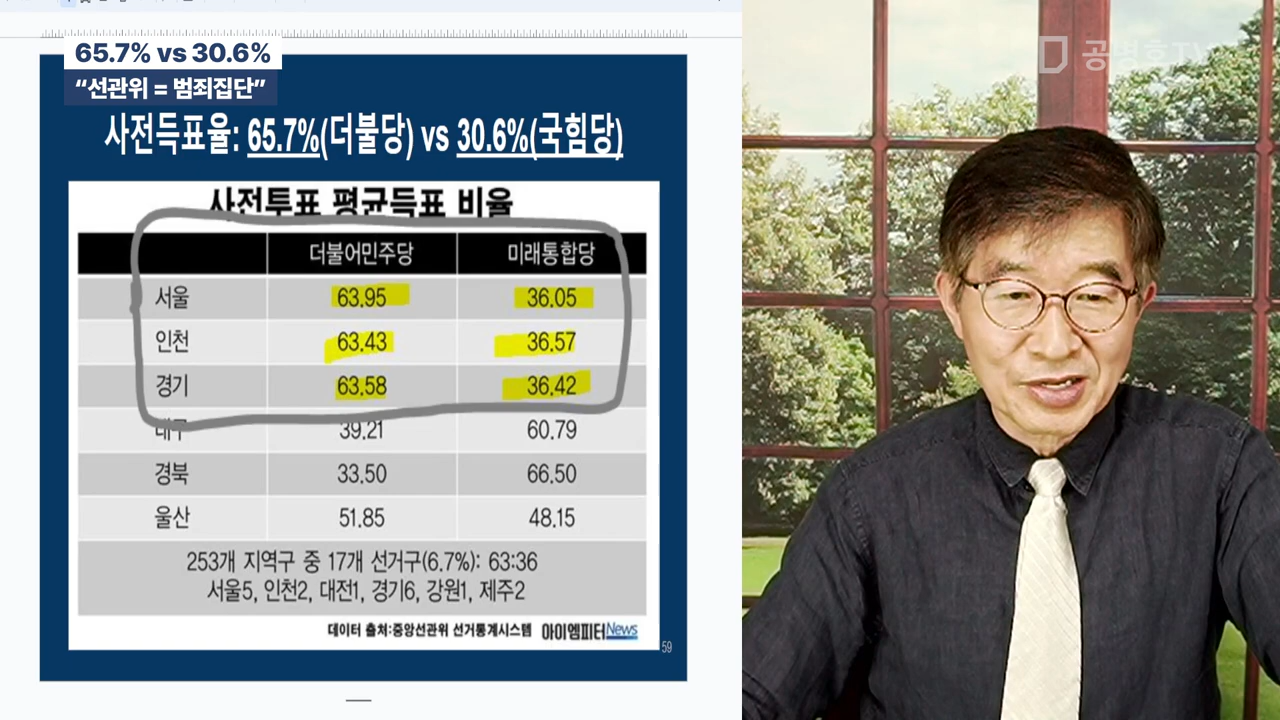 65.7% vs 30.6%
“선관위 = 범죄집단”
사전득표율: 65.7%(더불당) vs 30.6%(국힘당)
사전투표 평균득표 비율
더불어민주당 미래통합당
서울 63.95 36.05
인천 63.43 36.57
경기 63.58 36.42
대구 39.21 60.79
경북 33.50 66.50
울산 51.85 48.15
253개 지역구 중 17개 선거구(6.7%): 63:36
서울5, 인천2, 대전1, 경기6, 강원1, 제주2
데이터 출처:중앙선관위 선거통계시스템 아이엠피터News
59
공병호TV